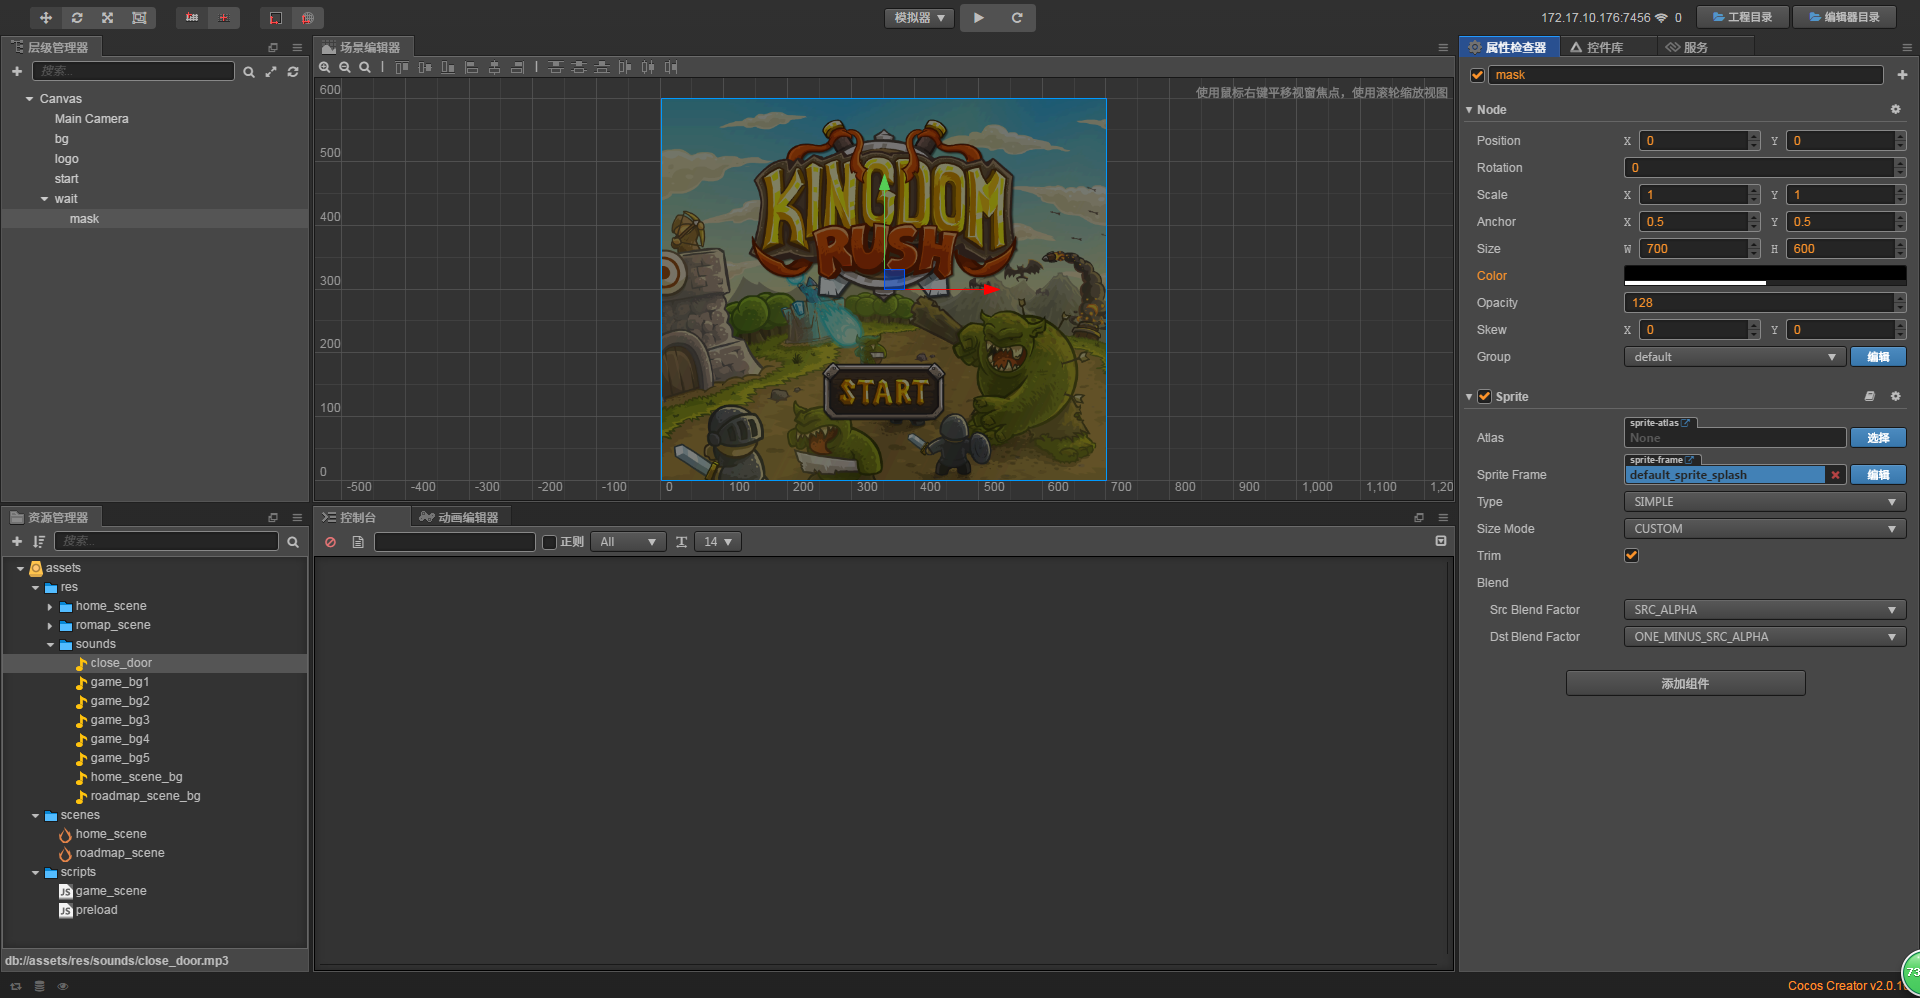 模拟器
172.17.10.176:7456 0
工程目录
编辑器目录
层级管理器
搜索...
Canvas
Main Camera
bg
logo
start
wait
mask
场景编辑器
使用鼠标右键平移视窗焦点，使用滚轮缩放视图
600
500
400
300
200
100
0
-500 -400 -300 -200 -100 0 100 200 300 400 500 600 700 800 900 1,000 1,100 1,20
KINGDOM
RUSH
START
资源管理器
搜索...
assets
res
home_scene
romap_scene
sounds
close_door
game_bg1
game_bg2
game_bg3
game_bg4
game_bg5
home_scene_bg
roadmap_scene_bg
scenes
home_scene
roadmap_scene
scripts
JS game_scene
JS preload
db://assets/res/sounds/close_door.mp3
控制台
动画编辑器
正则
All
14
属性检查器
控件库
服务
mask
Node
Position X 0 Y 0
Rotation 0
Scale X 1 Y 1
Anchor X 0.5 Y 0.5
Size W 700 H 600
Color
Opacity 128
Skew X 0 Y 0
Group default 编辑
Sprite
sprite-atlas
Atlas None 选择
sprite-frame
Sprite Frame default_sprite_splash 编辑
Type SIMPLE
Size Mode CUSTOM
Trim
Blend
Src Blend Factor SRC_ALPHA
Dst Blend Factor ONE_MINUS_SRC_ALPHA
添加组件
73
Cocos Creator v2.0.1